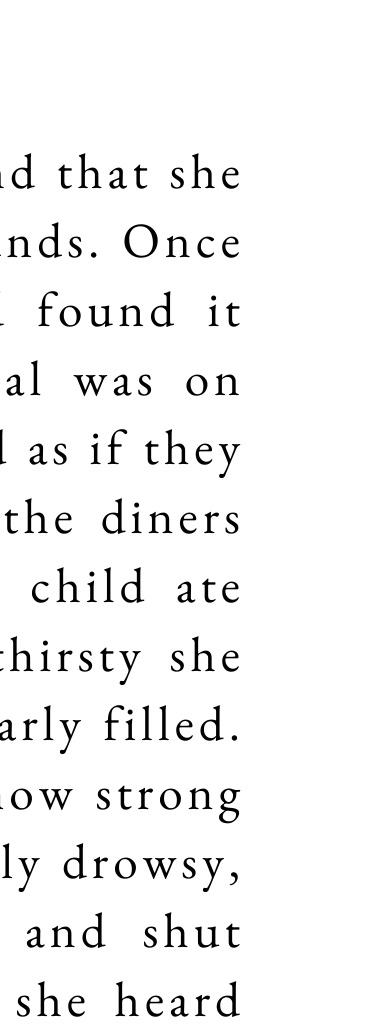 nd that she
nds. Once
found it
al was on
as if they
the diners
child ate
thirsty she
arly filled.
ow strong
ly drowsy,
and shut
she heard